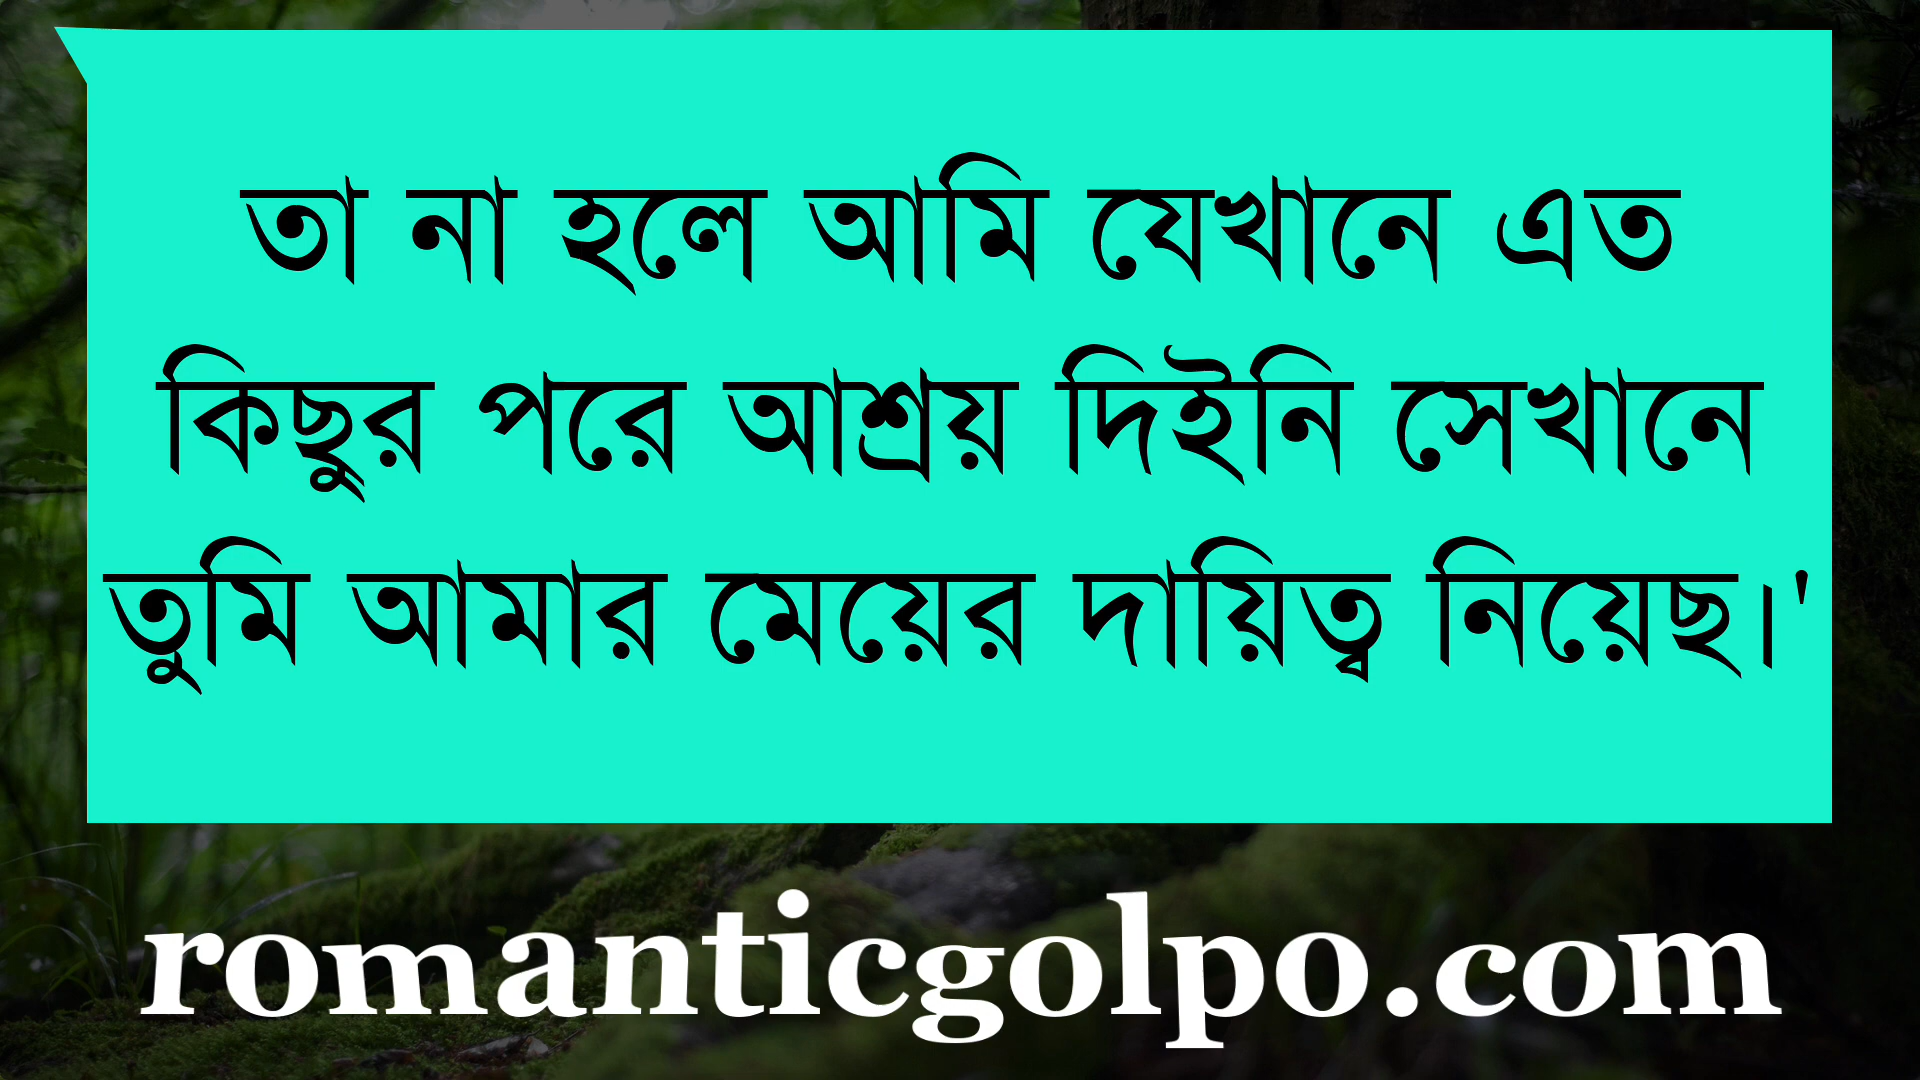 তা না হলে আমি যেখানে এত
কিছুর পরে আশ্রয় দিইনি সেখানে
তুমি আমার মেয়ের দায়িত্ব নিয়েছ।'
romanticgolpo.com